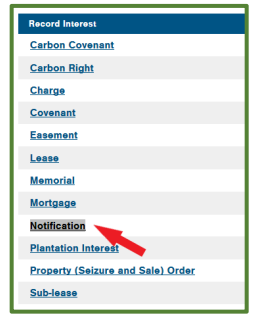 Record Interest
Carbon Covenant
Carbon Right
Charge
Covenant
Easement
Lease
Memorial
Mortgage
Notification
Plantation Interest
Property (Seizure and Sale) Order
Sub-lease